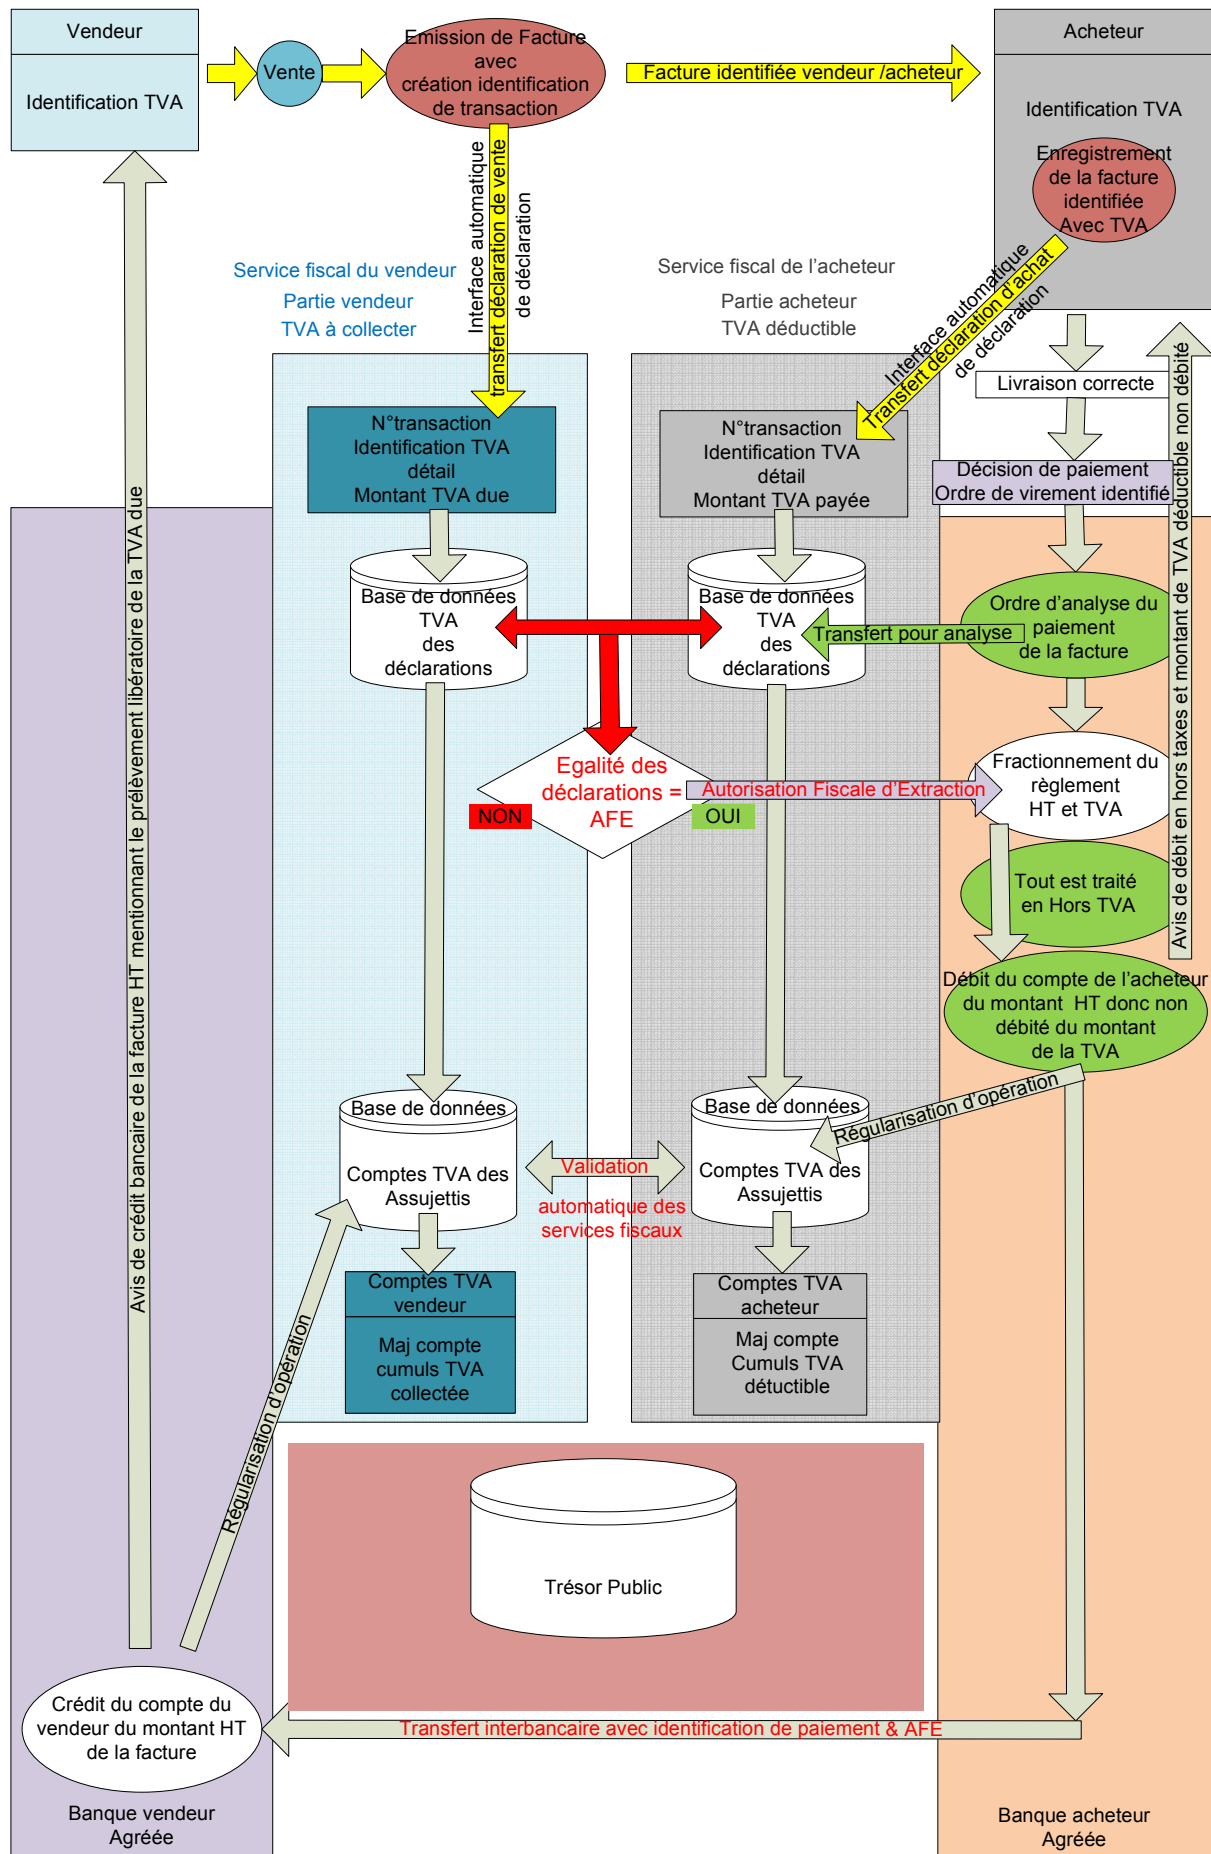 Vendeur
Identification TVA
Vente
Emission de Facture
avec
création identification
de transaction
Facture identifiée vendeur /acheteur
Acheteur
Identification TVA
Enregistrement
de la facture
identifiée
Avec TVA
Interface automatique
transfert déclaration de vente
de déclaration
Service fiscal du vendeur
Partie vendeur
TVA à collecter
Service fiscal de l’acheteur
Partie acheteur
TVA déductible
Interface automatique
Transfert déclaration d’achat
de déclaration
Livraison correcte
Décision de paiement
Ordre de virement identifié
N°transaction
Identification TVA
détail
Montant TVA due
N°transaction
Identification TVA
détail
Montant TVA payée
Base de données
TVA
des
déclarations
Base de données
TVA
des
déclarations
Transfert pour analyse
Ordre d’analyse du
paiement
de la facture
Egalité des
déclarations =
AFE
NON
OUI
Autorisation Fiscale d’Extraction
Fractionnement du
règlement
HT et TVA
Tout est traité
en Hors TVA
Débit du compte de l’acheteur
du montant HT donc non
débité du montant
de la TVA
Avis de débit en hors taxes et montant de TVA déductible non débité
Avis de crédit bancaire de la facture HT mentionnant le prélèvement libératoire de la TVA due
Régularisation d’opération
Base de données
Comptes TVA des
Assujettis
Validation
automatique des
services fiscaux
Base de données
Comptes TVA des
Assujettis
Régularisation d’opération
Comptes TVA
vendeur
Maj compte
cumuls TVA
collectée
Comptes TVA
acheteur
Maj compte
Cumuls TVA
détuctible
Trésor Public
Crédit du compte du
vendeur du montant HT
de la facture
Transfert interbancaire avec identification de paiement & AFE
Banque vendeur
Agréée
Banque acheteur
Agréée